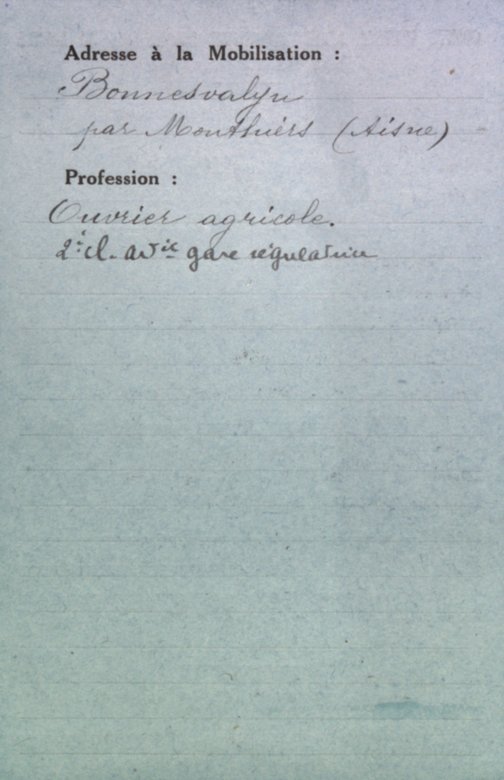 Adresse à la Mobilisation :
Bonnesvalyn
par Monthiers (Aisne)
Profession :
Ouvrier agricole.
2e cl. gare régulatrice